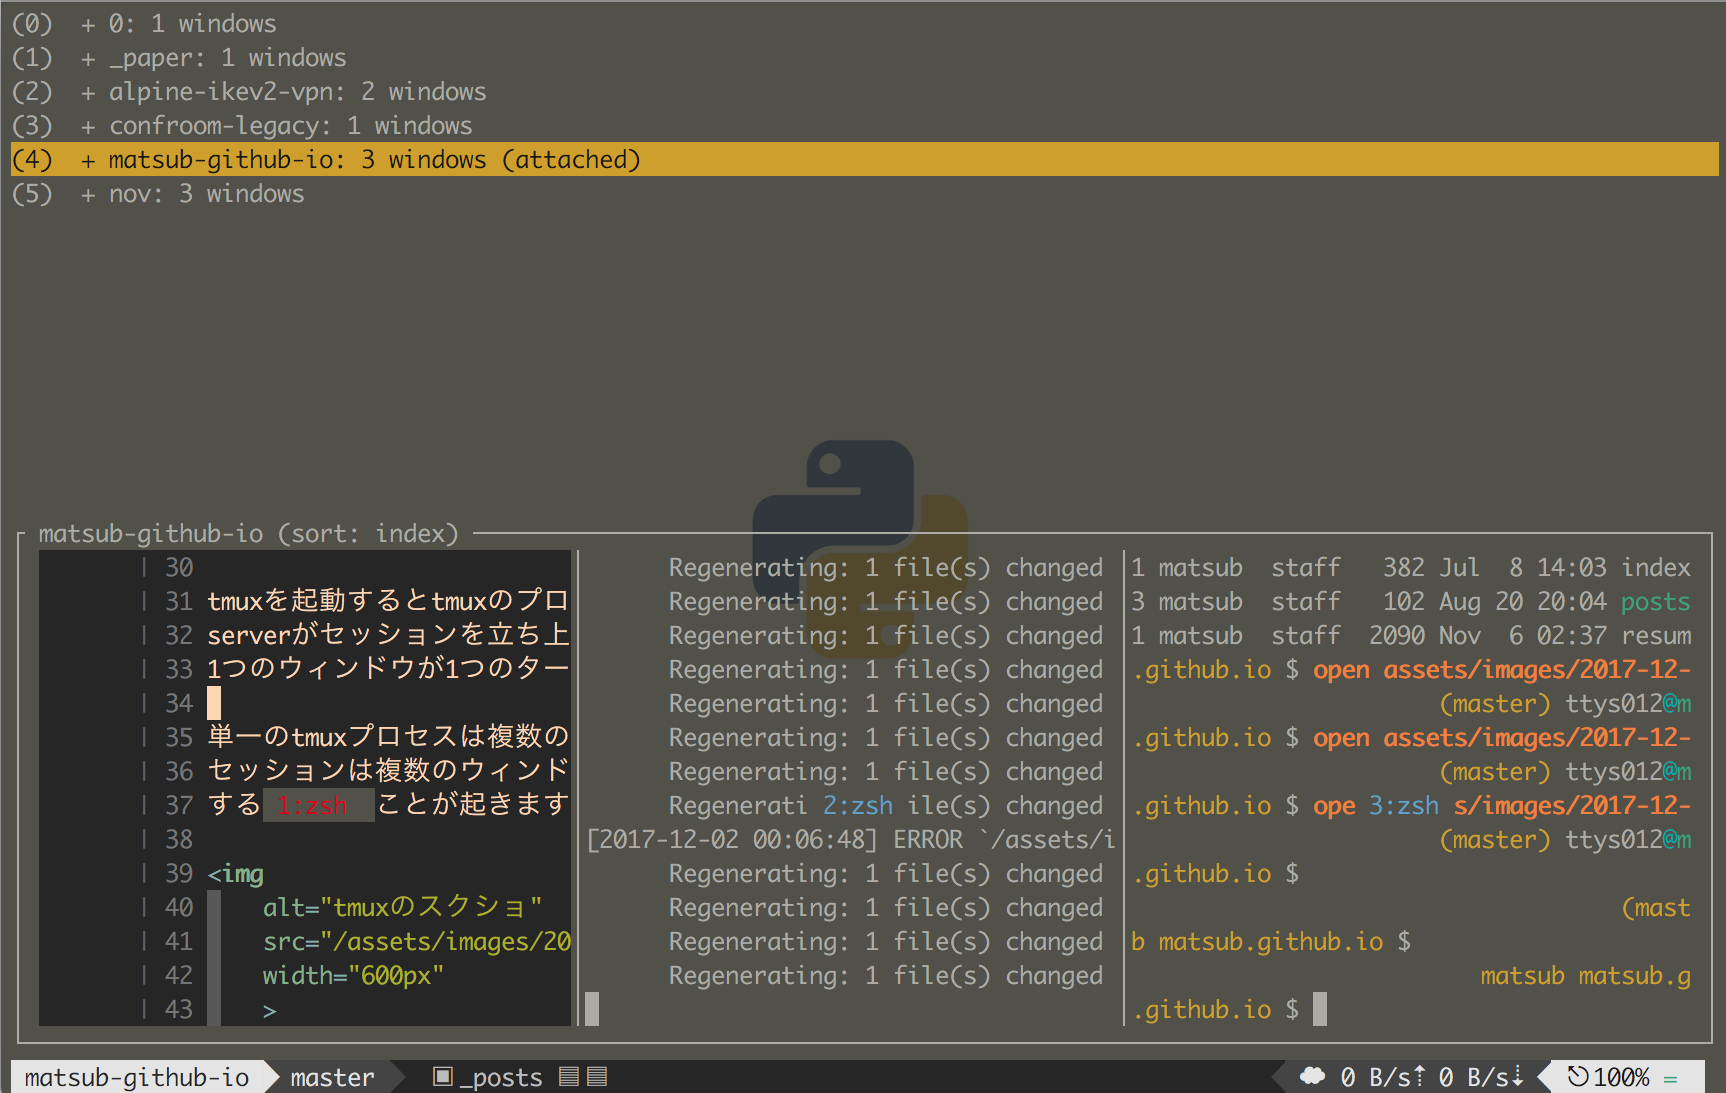 (0)  + 0: 1 windows
(1)  + _paper: 1 windows
(2)  + alpine-ikev2-vpn: 2 windows
(3)  + confroom-legacy: 1 windows
(4)  + matsub-github-io: 3 windows (attached)
(5)  + nov: 3 windows
matsub-github-io (sort: index)
30
31 tmuxを起動するとtmuxのプロ
32 serverがセッションを立ち上
33 1つのウィンドウが1つのター
34
35 単一のtmuxプロセスは複数の
36 セッションは複数のウィンド
37 する 1:zsh ことが起きます
38
39 <img
40 alt="tmuxのスクショ"
41 src="/assets/images/20
42 width="600px"
43 >
Regenerating: 1 file(s) changed
Regenerating: 1 file(s) changed
Regenerating: 1 file(s) changed
Regenerating: 1 file(s) changed
Regenerating: 1 file(s) changed
Regenerating: 1 file(s) changed
Regenerating: 1 file(s) changed
Regenerati 2:zsh ile(s) changed
[2017-12-02 00:06:48] ERROR `/assets/i
Regenerating: 1 file(s) changed
Regenerating: 1 file(s) changed
Regenerating: 1 file(s) changed
Regenerating: 1 file(s) changed
1 matsub  staff   382 Jul  8 14:03 index
3 matsub  staff   102 Aug 20 20:04 posts
1 matsub  staff  2090 Nov  6 02:37 resum
.github.io $ open assets/images/2017-12-
(master) ttys012@m
.github.io $ open assets/images/2017-12-
(master) ttys012@m
.github.io $ ope 3:zsh s/images/2017-12-
(master) ttys012@m
.github.io $
(mast
b matsub.github.io $
matsub matsub.g
.github.io $
matsub-github-io master _posts 0 B/s⇡ 0 B/s⇣ 100% =